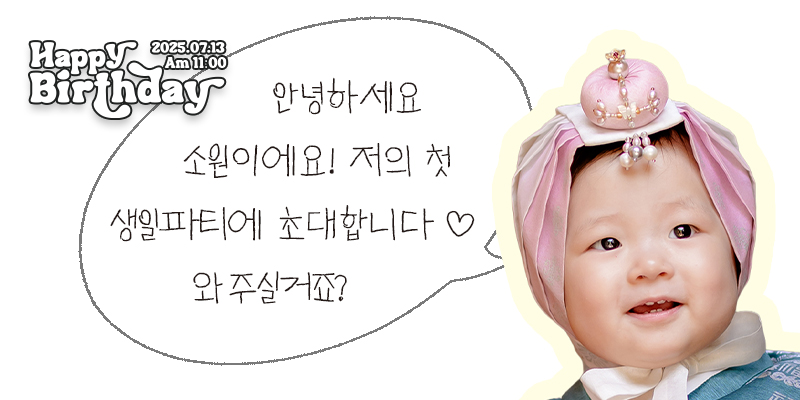 Happy
Birthday
2025.07.13
Am 11:00
안녕하세요
소원이에요! 저의 첫
생일파티에 초대합니다 ♡
와 주실거죠?